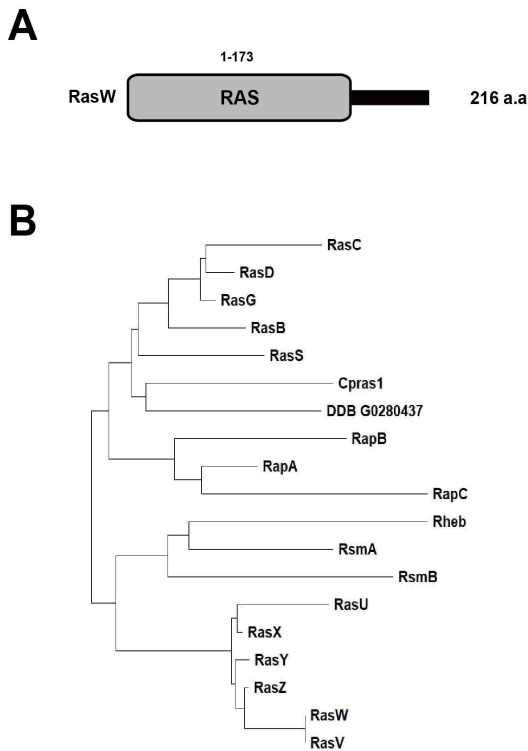 A
1-173
RasW RAS 216 a.a
B
RasC
RasD
RasG
RasB
RasS
Cpras1
DDB G0280437
RapB
RapA
RapC
Rheb
RsmA
RsmB
RasU
RasX
RasY
RasZ
RasW
RasV